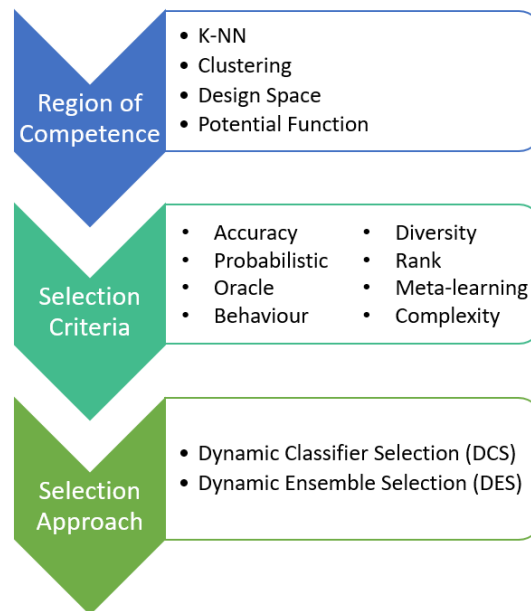 Region of
Competence
• K-NN
• Clustering
• Design Space
• Potential Function
Selection
Criteria
• Accuracy
• Probabilistic
• Oracle
• Behaviour
• Diversity
• Rank
• Meta-learning
• Complexity
Selection
Approach
• Dynamic Classifier Selection (DCS)
• Dynamic Ensemble Selection (DES)